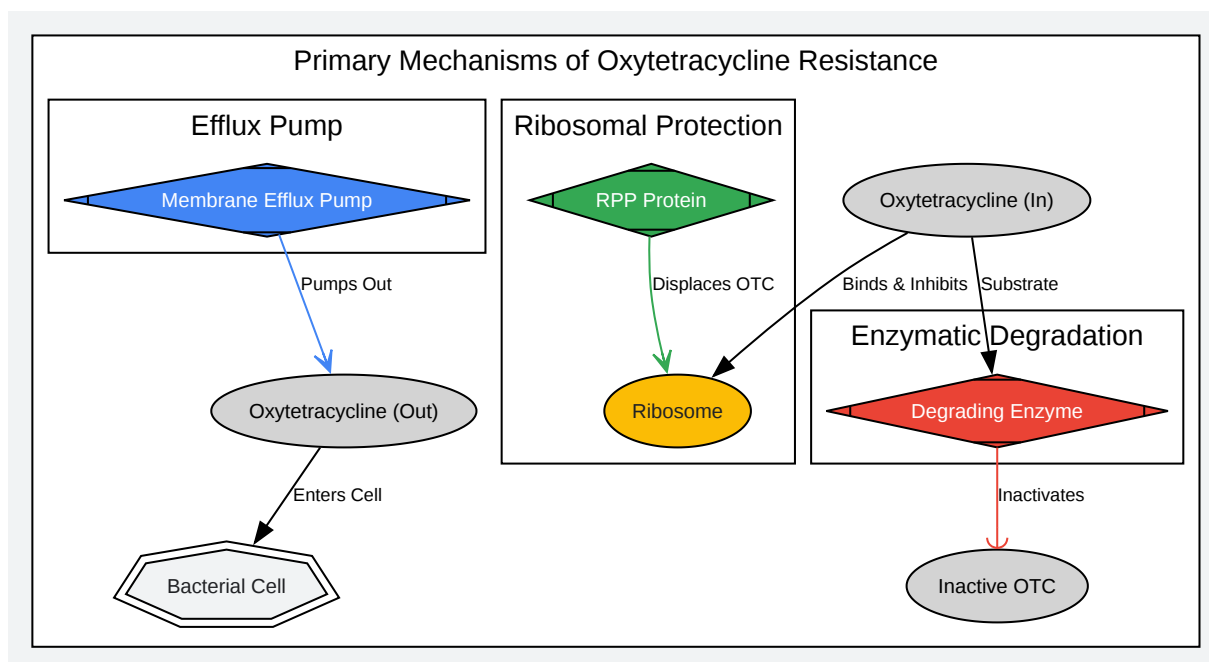 Primary Mechanisms of Oxytetracycline Resistance
Efflux Pump
Ribosomal Protection
Membrane Efflux Pump
RPP Protein
Oxytetracycline (In)
Pumps Out
Displaces OTC
Binds & Inhibits
Substrate
Enzymatic Degradation
Oxytetracycline (Out)
Ribosome
Degrading Enzyme
Enters Cell
Inactivates
Bacterial Cell
Inactive OTC